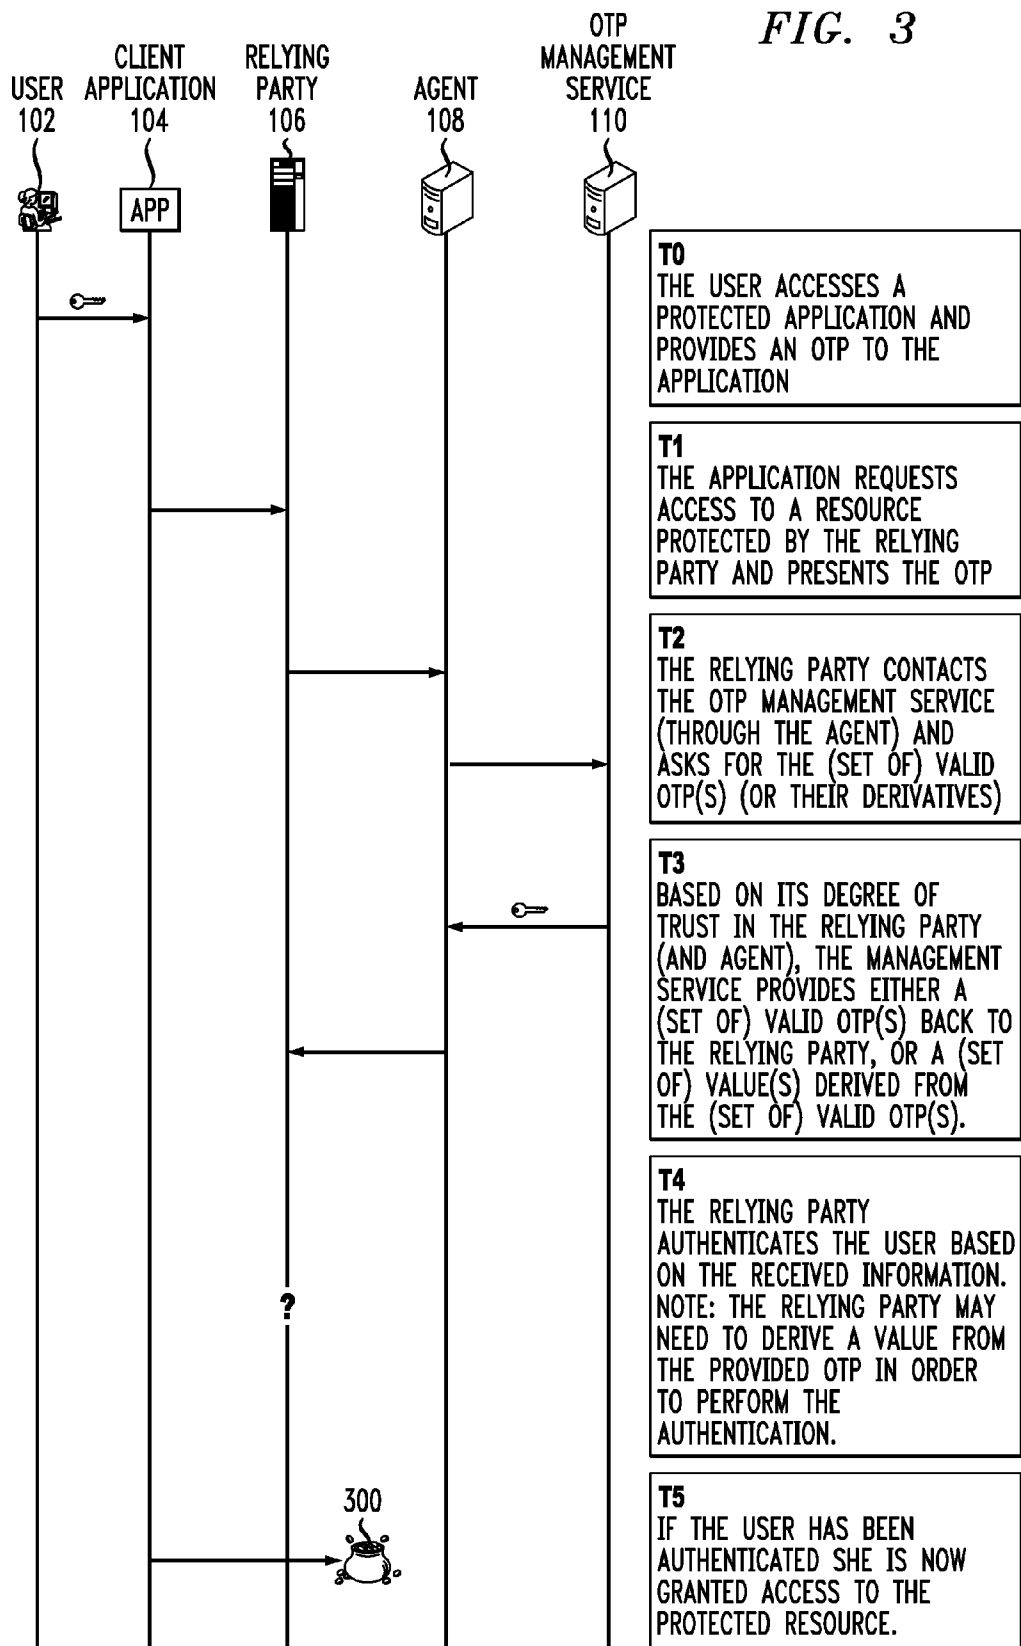 FIG. 3
USER
102
CLIENT
APPLICATION
104
RELYING
PARTY
106
AGENT
108
OTP
MANAGEMENT
SERVICE
110
APP
T0
THE USER ACCESSES A
PROTECTED APPLICATION AND
PROVIDES AN OTP TO THE
APPLICATION
T1
THE APPLICATION REQUESTS
ACCESS TO A RESOURCE
PROTECTED BY THE RELYING
PARTY AND PRESENTS THE OTP
T2
THE RELYING PARTY CONTACTS
THE OTP MANAGEMENT SERVICE
(THROUGH THE AGENT) AND
ASKS FOR THE (SET OF) VALID
OTP(S) (OR THEIR DERIVATIVES)
T3
BASED ON ITS DEGREE OF
TRUST IN THE RELYING PARTY
(AND AGENT), THE MANAGEMENT
SERVICE PROVIDES EITHER A
(SET OF) VALID OTP(S) BACK TO
THE RELYING PARTY, OR A (SET
OF) VALUE(S) DERIVED FROM
THE (SET OF) VALID OTP(S).
T4
THE RELYING PARTY
AUTHENTICATES THE USER BASED
ON THE RECEIVED INFORMATION.
NOTE: THE RELYING PARTY MAY
NEED TO DERIVE A VALUE FROM
THE PROVIDED OTP IN ORDER
TO PERFORM THE
AUTHENTICATION.
?
300
T5
IF THE USER HAS BEEN
AUTHENTICATED SHE IS NOW
GRANTED ACCESS TO THE
PROTECTED RESOURCE.